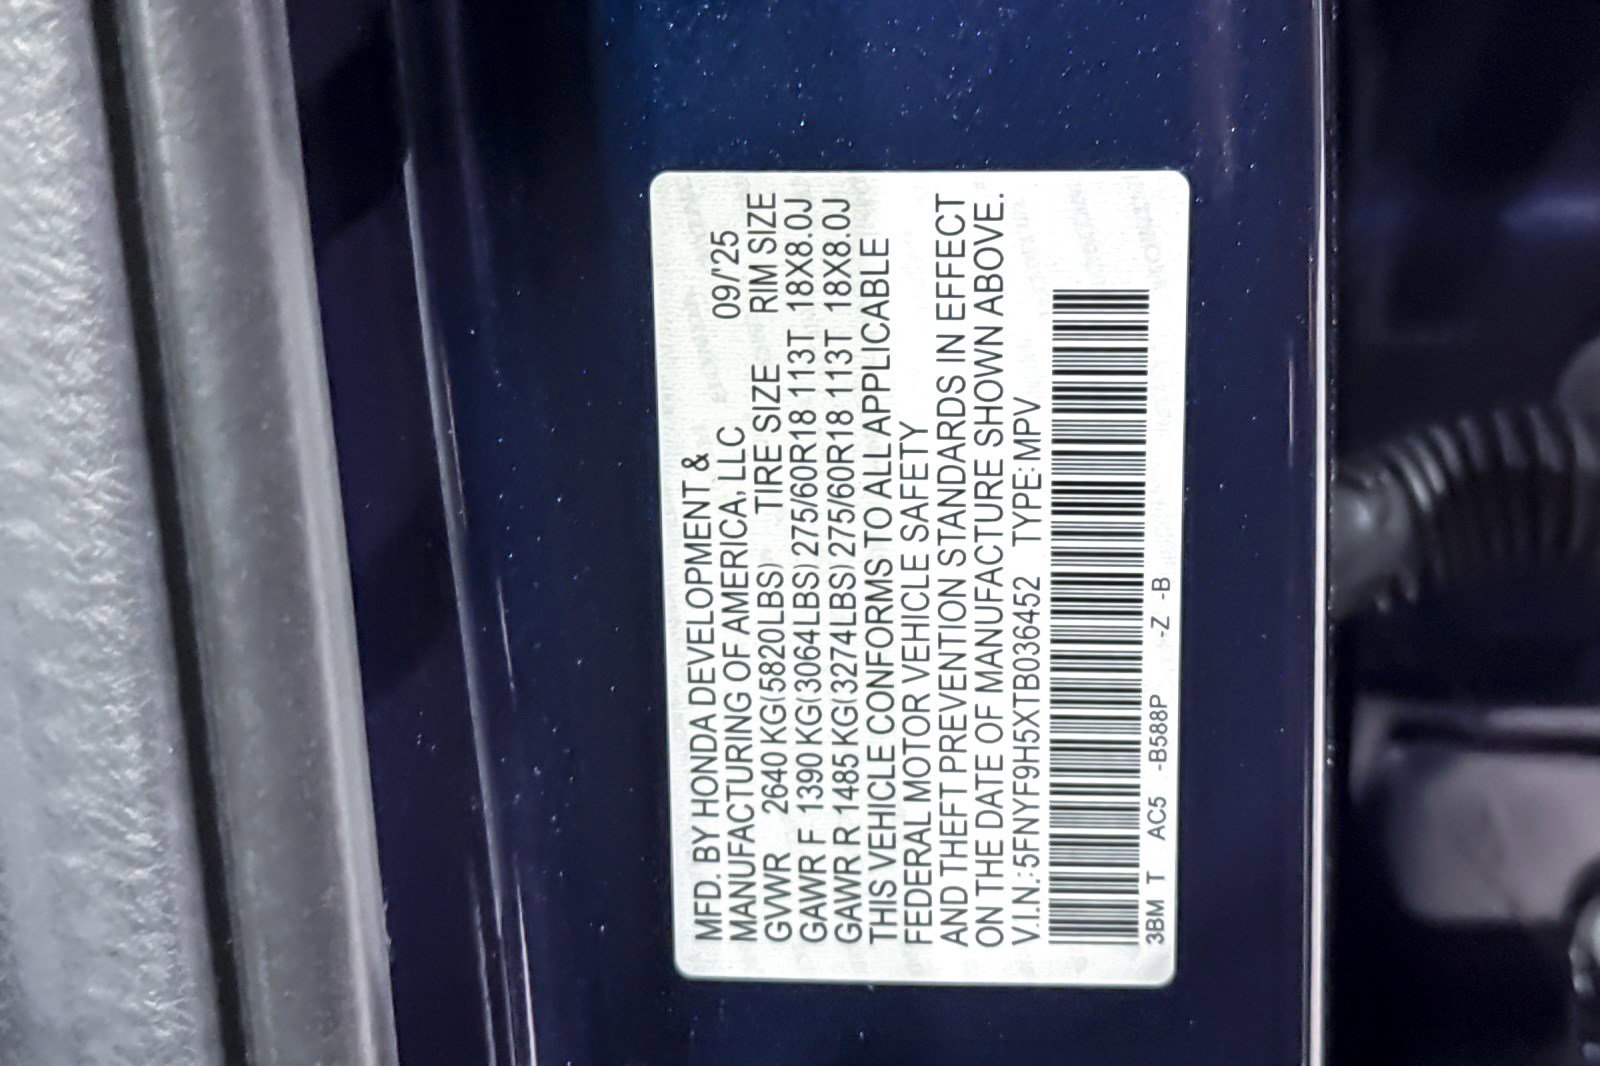 MFD. BY HONDA DEVELOPMENT &
MANUFACTURING OF AMERICA, LLC 09/'25
GVWR 2640 KG(5820LBS) TIRE SIZE RIM SIZE
GAWR F 1390 KG(3064LBS) 275/60R18 113T 18X8.0J
GAWR R 1485 KG(3274LBS) 275/60R18 113T 18X8.0J
THIS VEHICLE CONFORMS TO ALL APPLICABLE
FEDERAL MOTOR VEHICLE SAFETY
AND THEFT PREVENTION STANDARDS IN EFFECT
ON THE DATE OF MANUFACTURE SHOWN ABOVE.
V.I.N.:5FNYF9H5XTB036452 TYPE: MPV
3BM T AC5 -B588P -Z -B